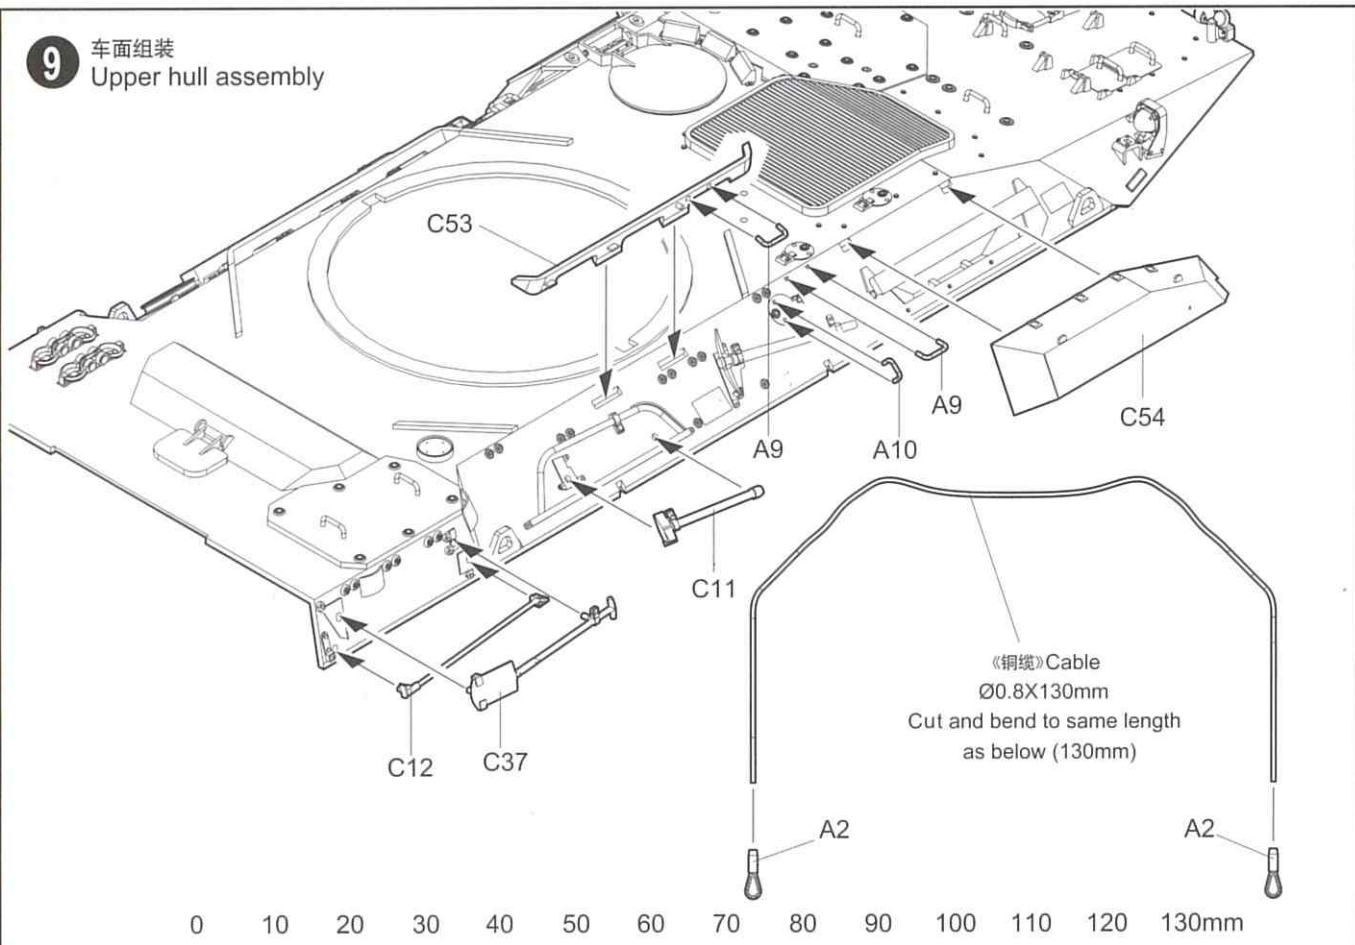 9
车面组装
Upper hull assembly
C53
A9
A10
A9
C54
C11
C12
C37
《铜缆》Cable
Ø0.8X130mm
Cut and bend to same length
as below (130mm)
A2
A2
0 10 20 30 40 50 60 70 80 90 100 110 120 130mm